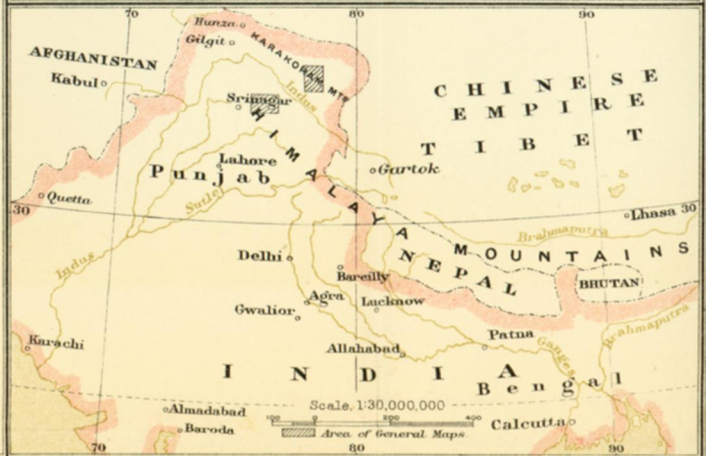 70 80 90
Hunza
Gilgit
KARAKORAM MTS
AFGHANISTAN
Kabul
CHINESE
EMPIRE
Indus
Srinagar
TIBET
HIMALAYA MOUNTAINS
Lahore
Punjab
Gartok
Sutlej
Quetta
30
Lhasa 30
Brahmaputra
Indus
Delhi
NEPAL
Bareilly
BHUTAN
Agra
Lucknow
Gwalior
Brahmaputra
Karachi
Patna
Allahabad
Ganges
INDIA
Bengal
Scale, 1:30,000,000
100 0 200 400
Almadabad
Calcutta
Baroda
Area of General Maps
70 80 90